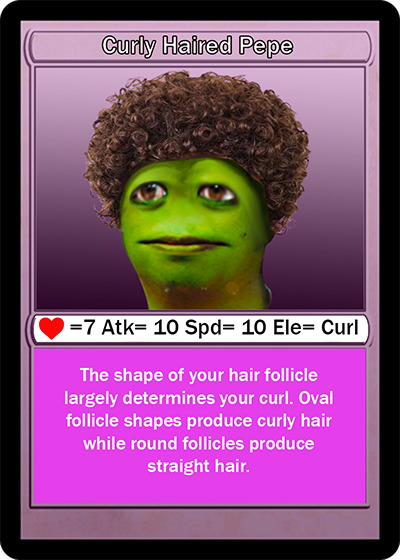 Curly Haired Pepe
=7 Atk= 10 Spd= 10 Ele= Curl
The shape of your hair follicle
largely determines your curl. Oval
follicle shapes produce curly hair
while round follicles produce
straight hair.